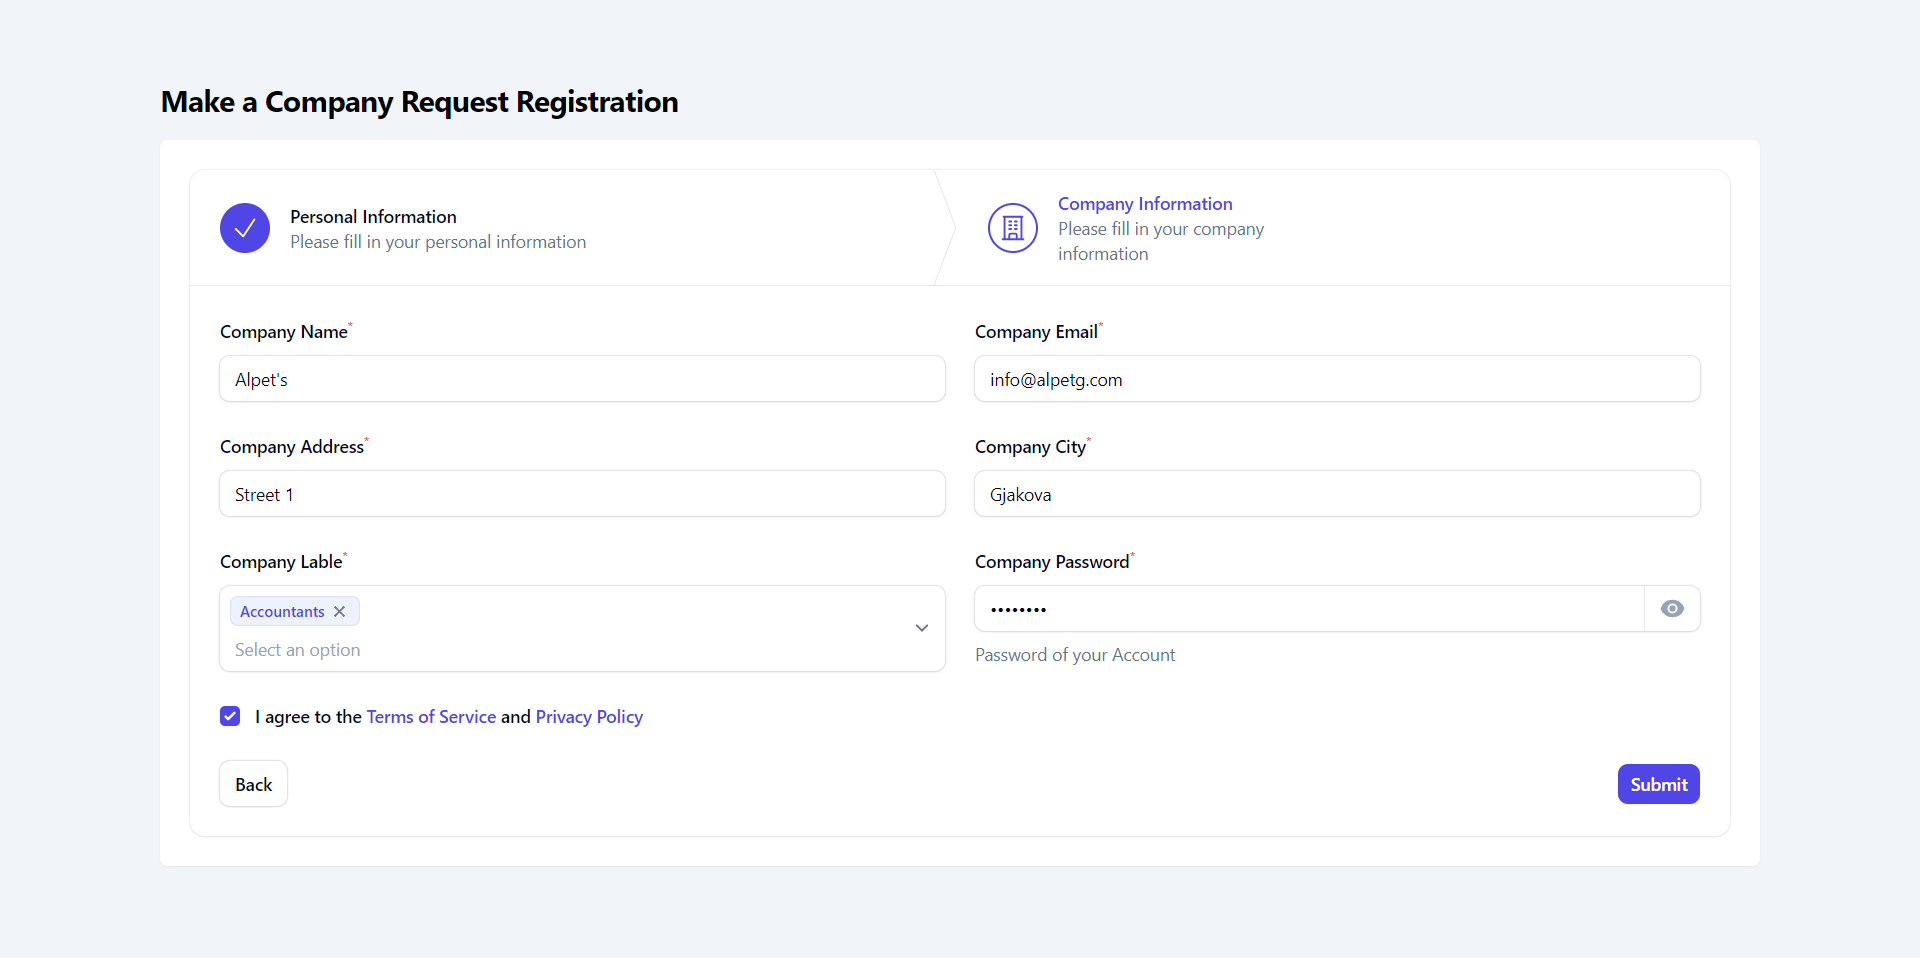 Make a Company Request Registration
Personal Information
Please fill in your personal information
Company Information
Please fill in your company
information
Company Name*
Alpet's
Company Email*
info@alpetg.com
Company Address*
Street 1
Company City*
Gjakova
Company Lable*
Accountants
Select an option
Company Password*
••••••••
Password of your Account
I agree to the Terms of Service and Privacy Policy
Back
Submit